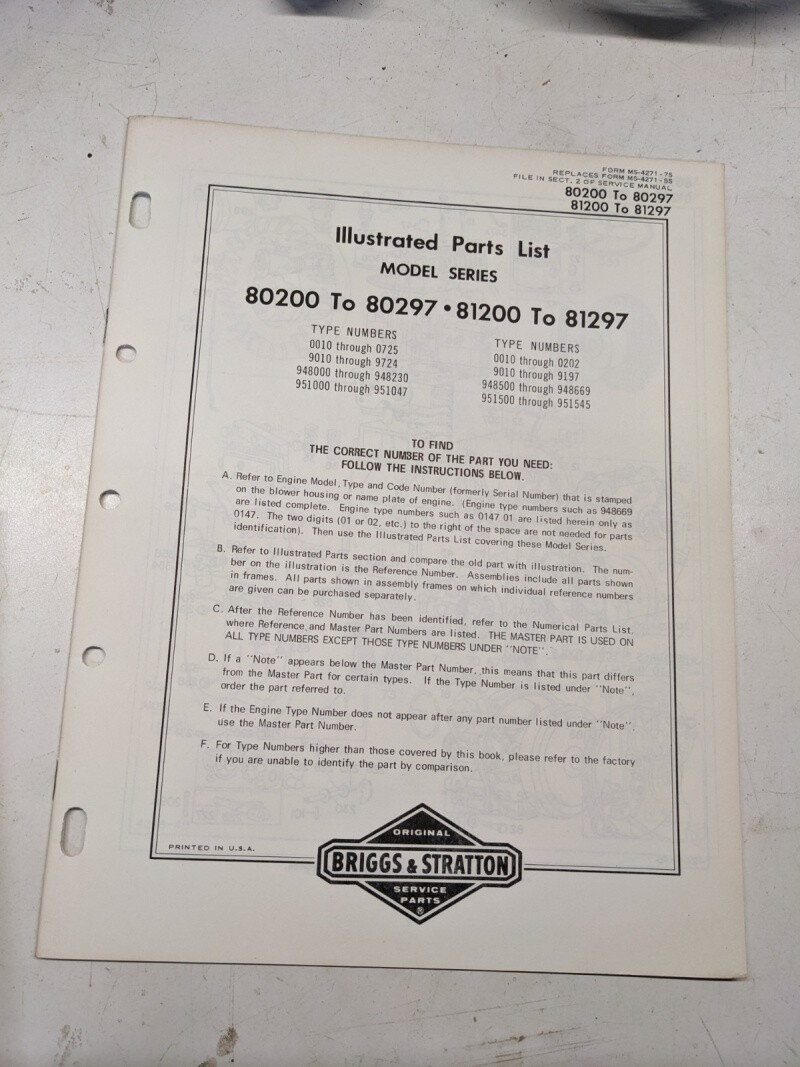 FORM MS-4271-75
REPLACES FORM MS-4271-55
FILE IN SECT. 2 OF SERVICE MANUAL
80200 To 80297
81200 To 81297
Illustrated Parts List
MODEL SERIES
80200 To 80297 • 81200 To 81297
TYPE NUMBERS
0010 through 0725
9010 through 9724
948000 through 948230
951000 through 951047
TYPE NUMBERS
0010 through 0202
9010 through 9197
948500 through 948669
951500 through 951545
TO FIND
THE CORRECT NUMBER OF THE PART YOU NEED:
FOLLOW THE INSTRUCTIONS BELOW.
A. Refer to Engine Model, Type and Code Number (formerly Serial Number) that is stamped
on the blower housing or name plate of engine. (Engine type numbers such as 948669
are listed complete. Engine type numbers such as 0147 01 are listed herein only as
0147. The two digits (01 or 02, etc.) to the right of the space are not needed for parts
identification). Then use the Illustrated Parts List covering these Model Series.
B. Refer to Illustrated Parts section and compare the old part with illustration. The num-
ber on the illustration is the Reference Number. Assemblies include all parts shown
in frames. All parts shown in assembly frames on which individual reference numbers
are given can be purchased separately.
C. After the Reference Number has been identified, refer to the Numerical Parts List,
where Reference and Master Part Numbers are listed. THE MASTER PART IS USED ON
ALL TYPE NUMBERS EXCEPT THOSE TYPE NUMBERS UNDER "NOTE".
D. If a "Note" appears below the Master Part Number, this means that this part differs
from the Master Part for certain types. If the Type Number is listed under "Note",
order the part referred to.
E. If the Engine Type Number does not appear after any part number listed under "Note".
use the Master Part Number.
F. For Type Numbers higher than those covered by this book, please refer to the factory
if you are unable to identify the part by comparison.
PRINTED IN U.S.A.
ORIGINAL
BRIGGS & STRATTON
SERVICE
PARTS
®